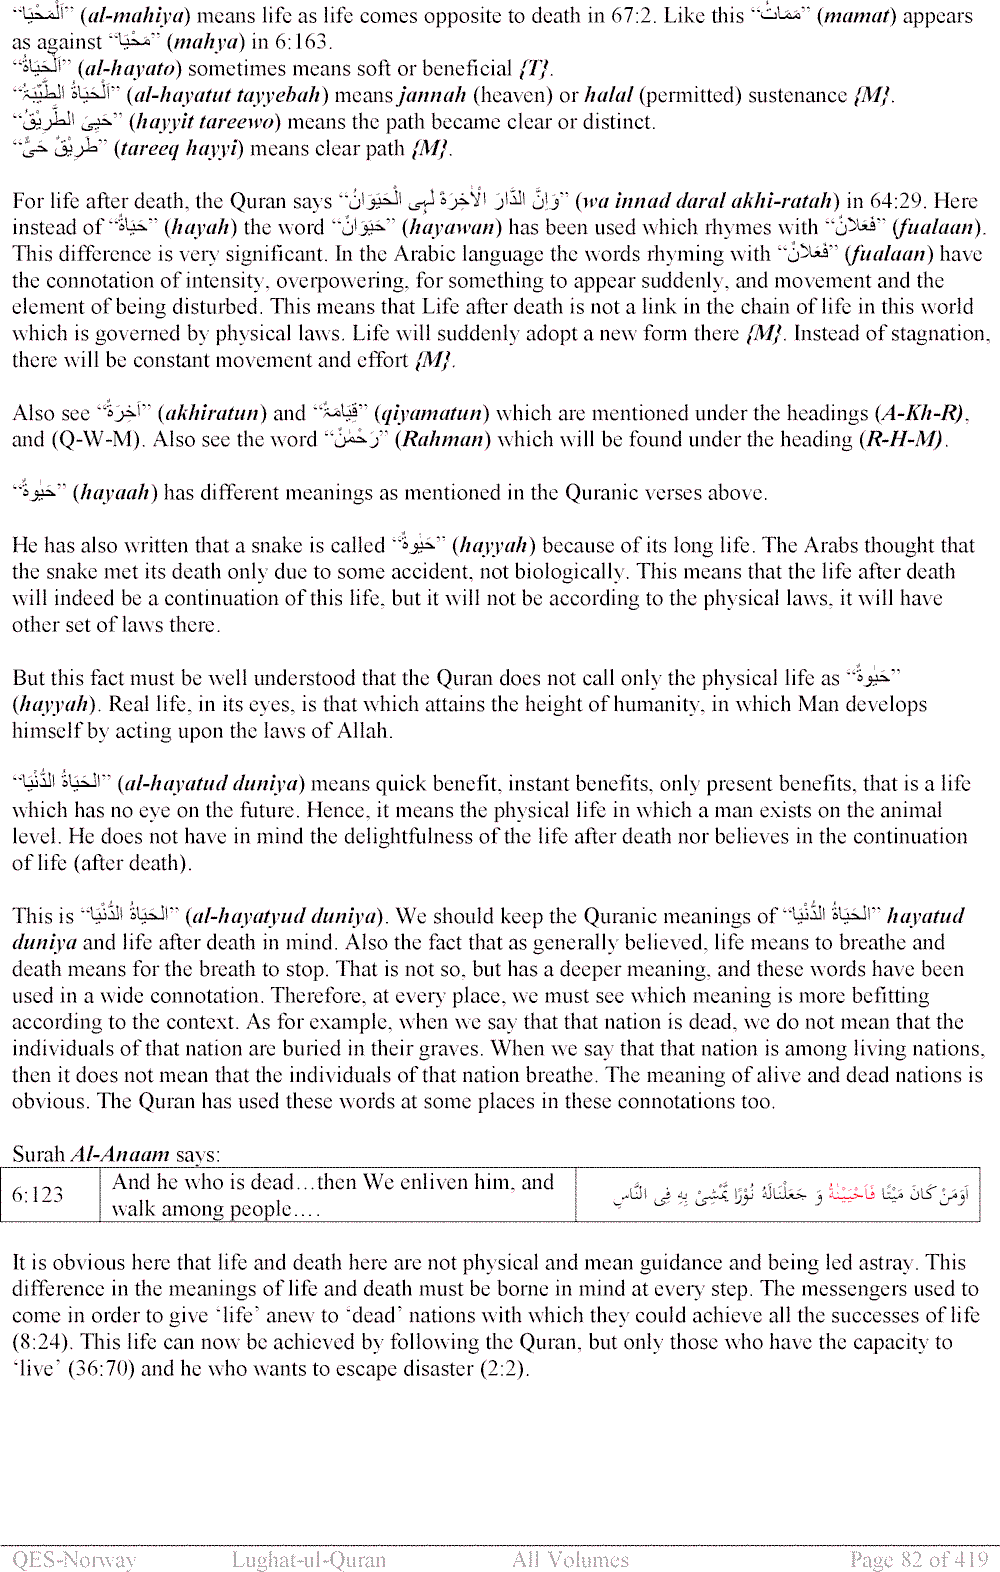 “اَلْمَحْيَا” (al-mahiya) means life as life comes opposite to death in 67:2. Like this “مَمَاتُ” (mamat) appears
as against “مَحْيَا” (mahya) in 6:163.
“اَلْحَيَاةُ” (al-hayato) sometimes means soft or beneficial {T}.
“اَلْحَيَاةُ الطَّيِّبَۃُ” (al-hayatut tayyebah) means jannah (heaven) or halal (permitted) sustenance {M}.
“حَيِیَ الطَّرِيْقُ” (hayyit tareewo) means the path became clear or distinct.
“طَرِيْقٌ حَیٌّ” (tareeq hayyi) means clear path {M}.

For life after death, the Quran says “وَاِنَّ الدَّارَ الْاٰخِرَۃَ لَہِی الْحَيَوَانُ” (wa innad daral akhi-ratah) in 64:29. Here
instead of “حَيَاةٌ” (hayah) the word “حَيَوَانٌ” (hayawan) has been used which rhymes with “فَعَلَانٌ” (fualaan).
This difference is very significant. In the Arabic language the words rhyming with “فَعَلَانٌ” (fualaan) have
the connotation of intensity, overpowering, for something to appear suddenly, and movement and the
element of being disturbed. This means that Life after death is not a link in the chain of life in this world
which is governed by physical laws. Life will suddenly adopt a new form there {M}. Instead of stagnation,
there will be constant movement and effort {M}.

Also see “اٰخِرَۃٌ” (akhiratun) and “قِيَامَۃٌ” (qiyamatun) which are mentioned under the headings (A-Kh-R),
and (Q-W-M). Also see the word “رَحْمٰنٌ” (Rahman) which will be found under the heading (R-H-M).

“حَيٰوةٌ” (hayaah) has different meanings as mentioned in the Quranic verses above.

He has also written that a snake is called “حَيٰوةٌ” (hayyah) because of its long life. The Arabs thought that
the snake met its death only due to some accident, not biologically. This means that the life after death
will indeed be a continuation of this life, but it will not be according to the physical laws, it will have
other set of laws there.

But this fact must be well understood that the Quran does not call only the physical life as “حَيٰوةٌ”
(hayyah). Real life, in its eyes, is that which attains the height of humanity, in which Man develops
himself by acting upon the laws of Allah.

“الحَيَاةُ الدُّنْيَا” (al-hayatud duniya) means quick benefit, instant benefits, only present benefits, that is a life
which has no eye on the future. Hence, it means the physical life in which a man exists on the animal
level. He does not have in mind the delightfulness of the life after death nor believes in the continuation
of life (after death).

This is “الحَيَاةُ الدُّنْيَا” (al-hayatyud duniya). We should keep the Quranic meanings of “الحَيَاةُ الدُّنْيَا” hayatud
duniya and life after death in mind. Also the fact that as generally believed, life means to breathe and
death means for the breath to stop. That is not so, but has a deeper meaning, and these words have been
used in a wide connotation. Therefore, at every place, we must see which meaning is more befitting
according to the context. As for example, when we say that that nation is dead, we do not mean that the
individuals of that nation are buried in their graves. When we say that that nation is among living nations,
then it does not mean that the individuals of that nation breathe. The meaning of alive and dead nations is
obvious. The Quran has used these words at some places in these connotations too.

Surah Al-Anaam says:
6:123
And he who is dead…then We enliven him, and
walk among people….
اَوَمَنْ كَانَ مَيْتًا فَاَحْيَيْنٰهُ وَ جَعَلْنَالَهٗ نُوْرًا يَّمْشِىْ بِهٖ فِى النَّاسِ

It is obvious here that life and death here are not physical and mean guidance and being led astray. This
difference in the meanings of life and death must be borne in mind at every step. The messengers used to
come in order to give ‘life’ anew to ‘dead’ nations with which they could achieve all the successes of life
(8:24). This life can now be achieved by following the Quran, but only those who have the capacity to
‘live’ (36:70) and he who wants to escape disaster (2:2).

QES-Norway Lughat-ul-Quran All Volumes Page 82 of 419